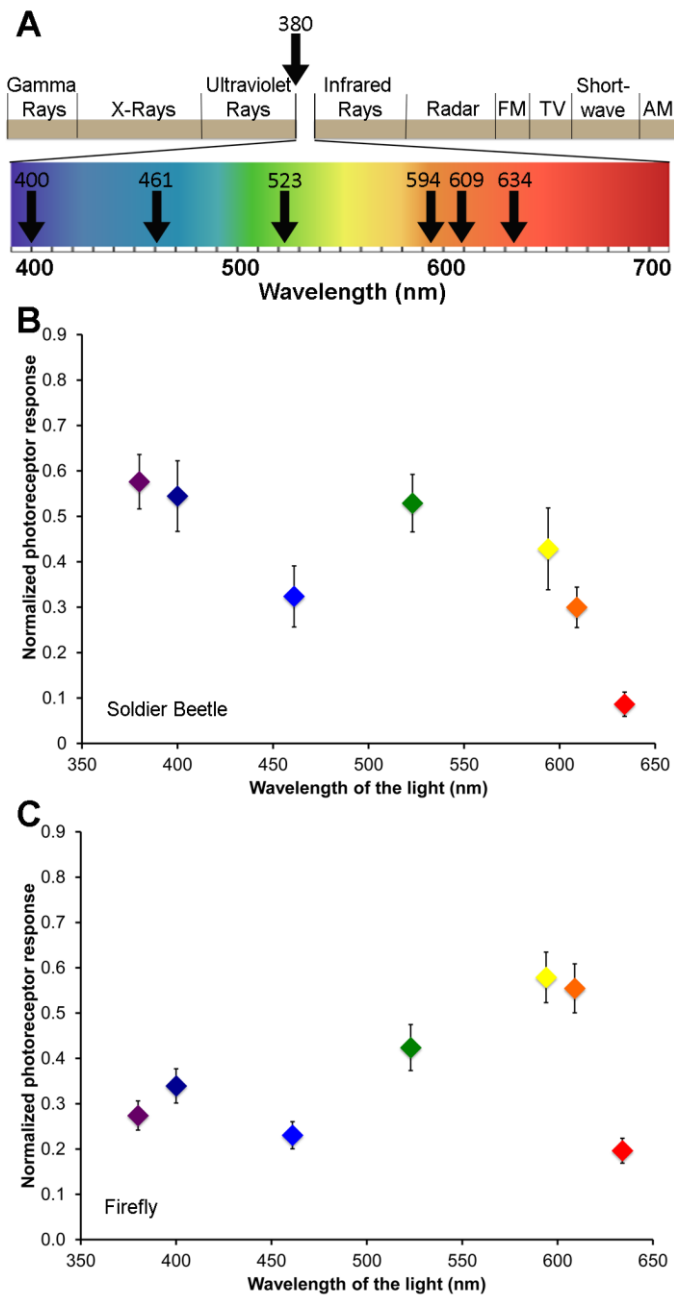 A
380
Gamma Rays
X-Rays
Ultraviolet Rays
Infrared Rays
Radar
FM
TV
Short-wave
AM
400 461 523 594 609 634
400 500 600 700
Wavelength (nm)
B
0.9
0.8
0.7
0.6
0.5
0.4
0.3
0.2
0.1
0
Normalized photoreceptor response
Soldier Beetle
350 400 450 500 550 600 650
Wavelength of the light (nm)
C
0.9
0.8
0.7
0.6
0.5
0.4
0.3
0.2
0.1
0.0
Normalized photoreceptor response
Firefly
350 400 450 500 550 600 650
Wavelength of the light (nm)